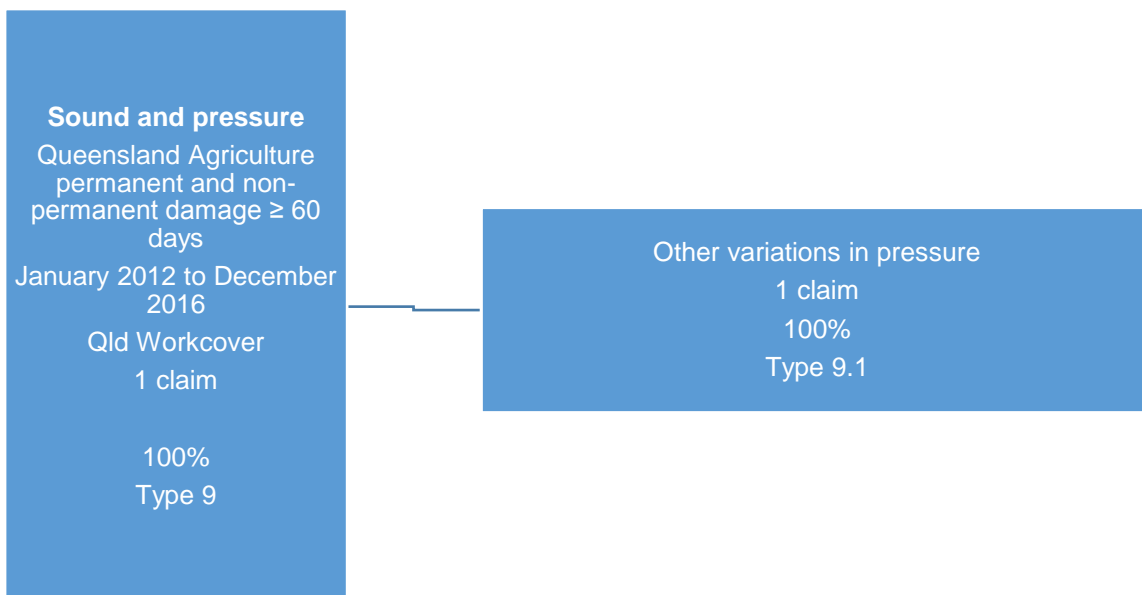 Sound and pressure
Queensland Agriculture
permanent and non-
permanent damage ≥ 60
days
January 2012 to December
2016
Qld Workcover
1 claim
100%
Type 9
Other variations in pressure
1 claim
100%
Type 9.1